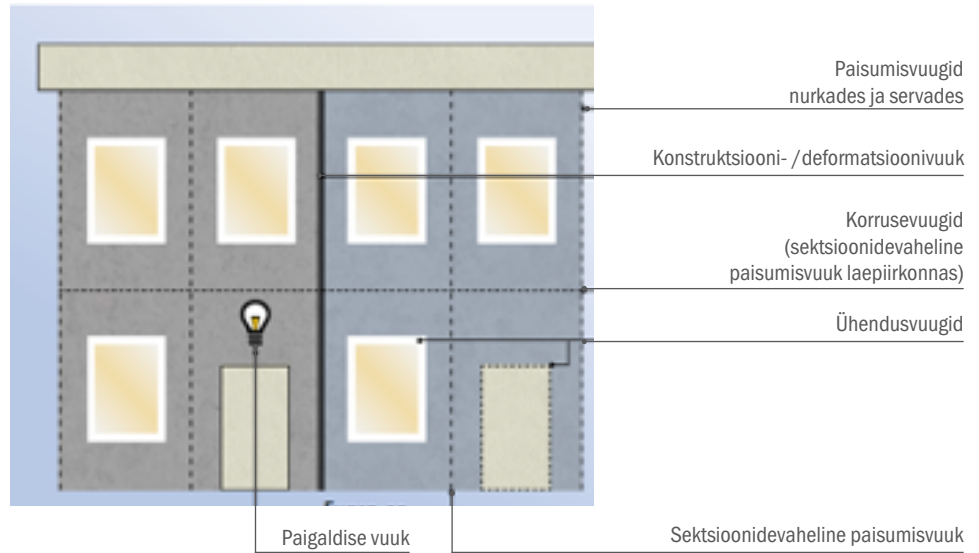 Paisumisvuugid
nurkades ja servades
Konstruktsiooni- /deformatsioonivuuk
Korrusevuugid
(sektsioonidevaheline
paisumisvuuk laepiirkonnas)
Ühendusvuugid
Paigaldise vuuk
Sektsioonidevaheline paisumisvuuk